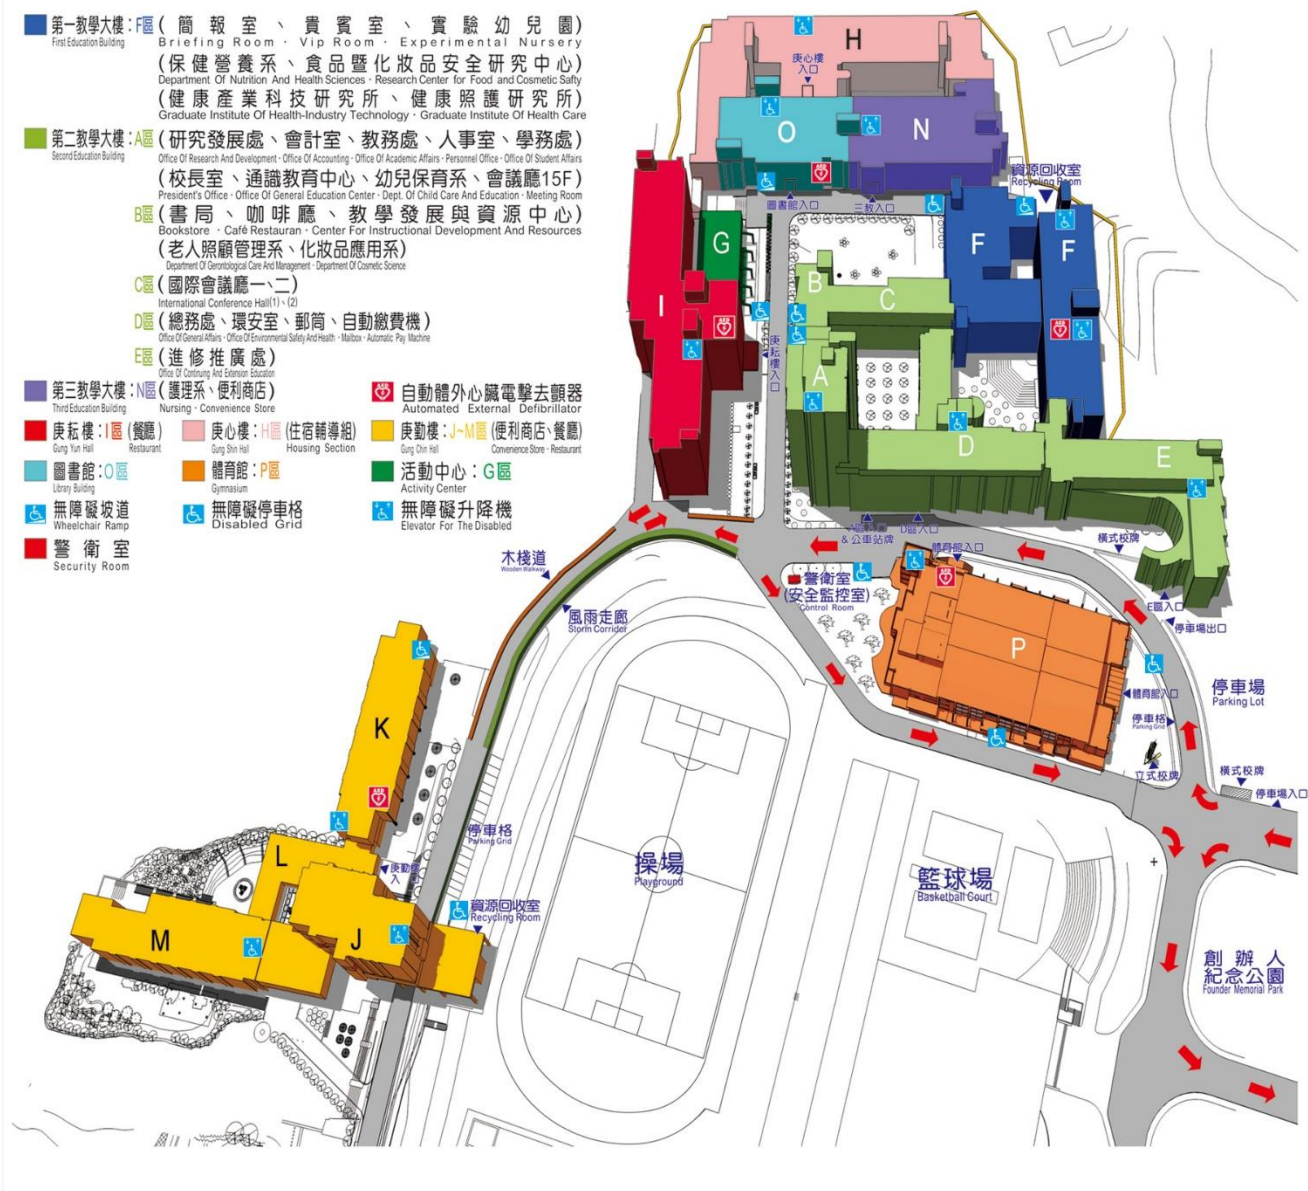 第一教學大樓：F區(簡報室、貴賓室、實驗幼兒園)
First Education Building Briefing Room · Vip Room · Experimental Nursery
(保健營養系、食品暨化妝品安全研究中心)
Department Of Nutrition And Health Sciences · Research Center for Food and Cosmetic Safty
(健康產業科技研究所、健康照護研究所)
Graduate Institute Of Health-Industry Technology · Graduate Institute Of Health Care
第二教學大樓：A區(研究發展處、會計室、教務處、人事室、學務處)
Second Education Building Office Of Research And Development · Office Of Accounting · Office Of Academic Affairs · Personnel Office · Office Of Student Affairs
(校長室、通識教育中心、幼兒保育系、會議廳15F)
President's Office · Office Of General Education Center · Dept. Of Child Care And Education · Meeting Room
B區(書局、咖啡廳、教學發展與資源中心)
Bookstore · Café Restauran · Center For Instructional Development And Resources
(老人照顧管理系、化妝品應用系)
Department Of Gerontological Care And Management · Department Of Cosmetic Science
C區(國際會議廳一、二)
International Conference Hall(1)、(2)
D區(總務處、環安室、郵筒、自動繳費機)
Office Of General Affairs · Office Of Environmental Safety And Health · Mailbox · Automatic Pay Machine
E區(進修推廣處)
Office Of Continuing And Extension Education
第三教學大樓：N區(護理系、便利商店)
Third Education Building Nursing · Convenience Store
自動體外心臟電擊去顫器
Automated External Defibrillator
庚耘樓：I區(餐廳)
Gung Yun Hall Restaurant
庚心樓：H區(住宿輔導組)
Gung Shin Hall Housing Section
庚勤樓：J~M區(便利商店、餐廳)
Gung Chin Hall Convenience Store · Restaurant
圖書館：O區
Library Building
體育館：P區
Gymnasium
活動中心：G區
Activity Center
無障礙坡道
Wheelchair Ramp
無障礙停車格
Disabled Grid
無障礙升降機
Elevator For The Disabled
警衛室
Security Room
H
庚心樓
入口
O
N
AED
圖書館入口
三教入口
資源回收室
Recycling Room
G
F
F
I
B
C
AED
AED
庚耘樓入口
A
D
E
A區入口
& 公車站牌
D區入口
體育館入口
橫式校牌
AED
木棧道
Wooden Walkway
風雨走廊
Storm Corridor
警衛室
(安全監控室)
Control Room
E區入口
停車場出口
P
體育館入口
停車場
Parking Lot
停車格
Parking Grid
立式校牌
橫式校牌
停車場入口
K
AED
停車格
Parking Grid
L
庚勤樓
入口
操場
Playground
籃球場
Basketball Court
資源回收室
Recycling Room
M
J
創辦人
紀念公園
Founder Memorial Park